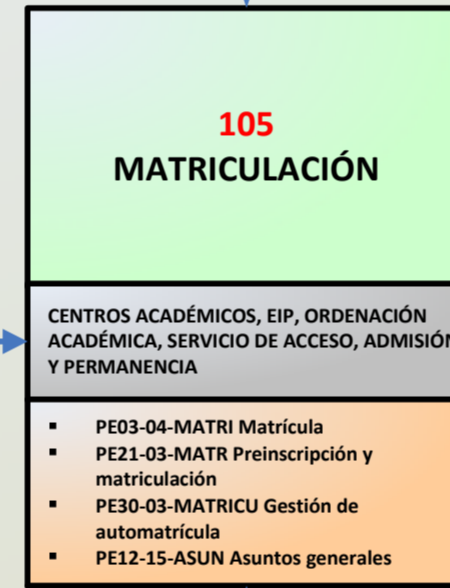 105
MATRICULACIÓN
CENTROS ACADÉMICOS, EIP, ORDENACIÓN
ACADÉMICA, SERVICIO DE ACCESO, ADMISIÓN
Y PERMANENCIA
▪ PE03-04-MATRI Matrícula
▪ PE21-03-MATR Preinscripción y
matriculación
▪ PE30-03-MATRICU Gestión de
automatrícula
▪ PE12-15-ASUN Asuntos generales